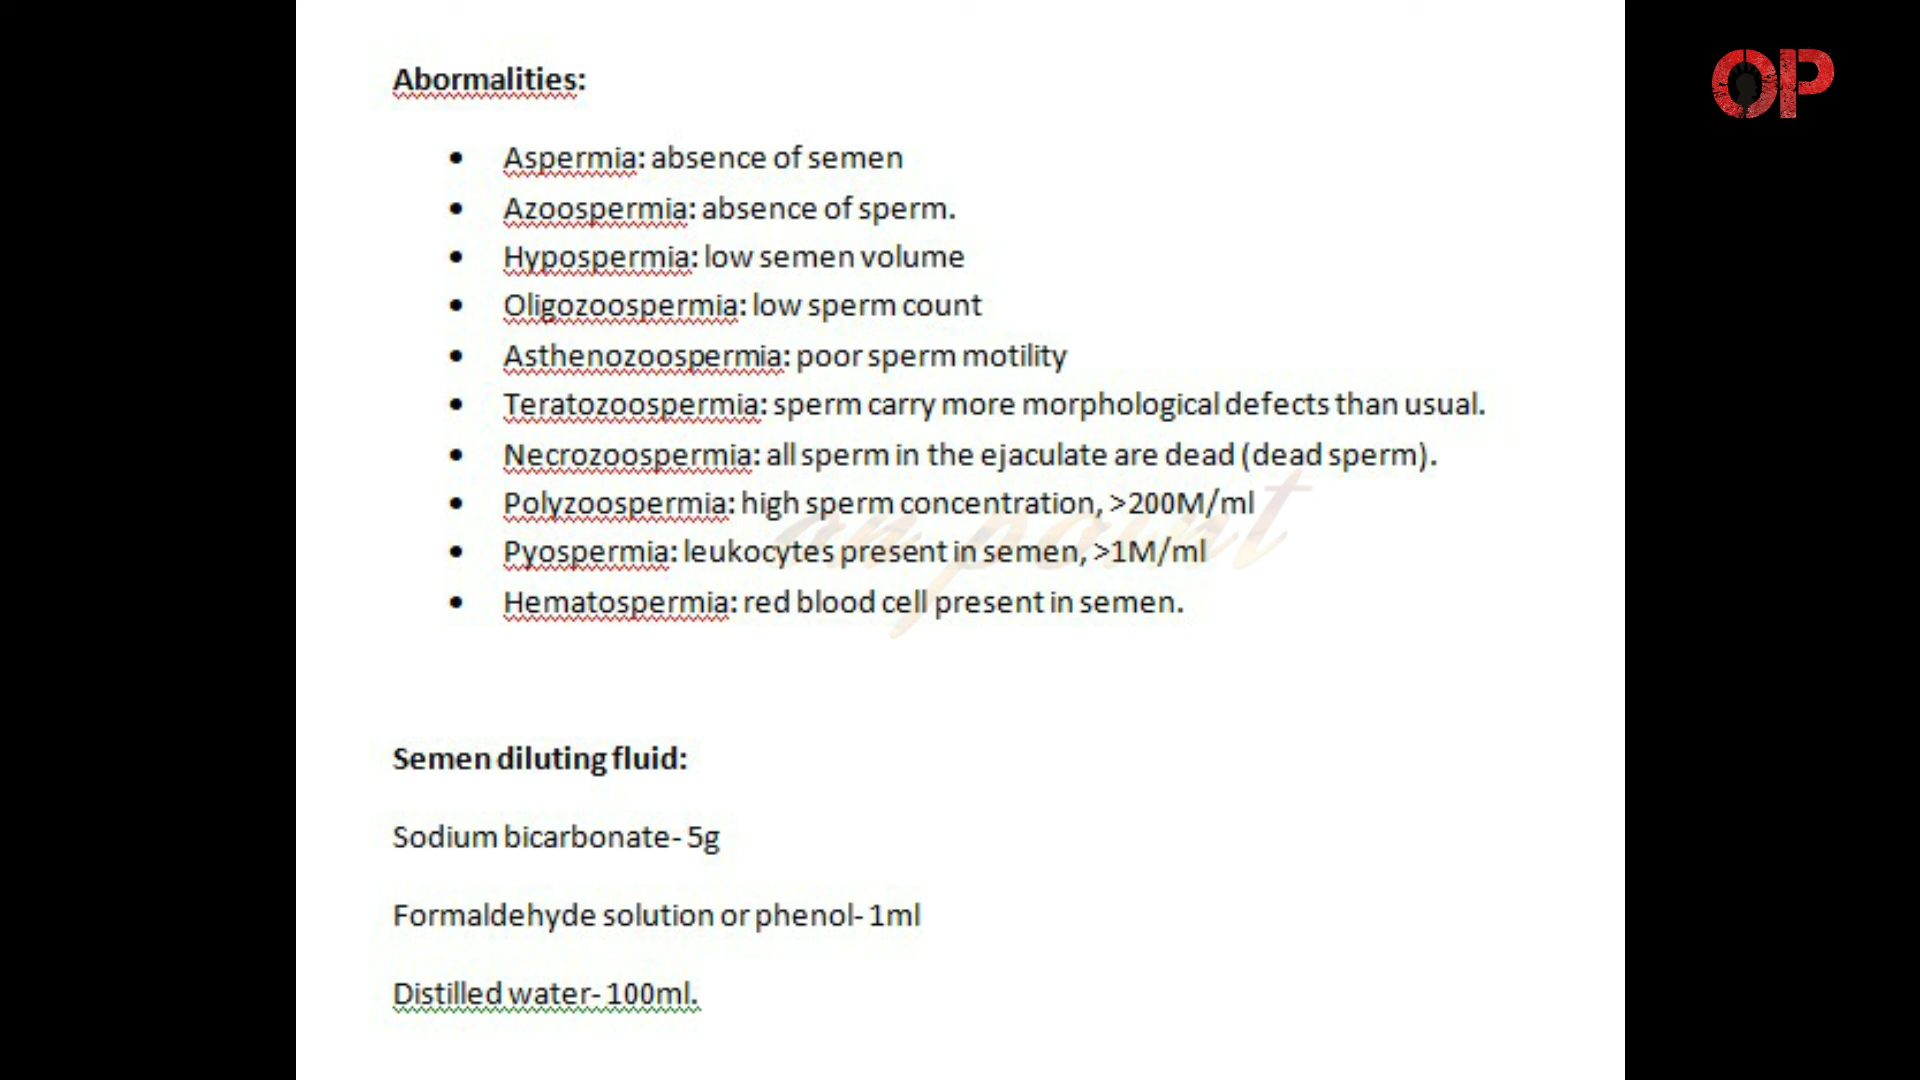 OP
Abormalities:
Aspermia: absence of semen
Azoospermia: absence of sperm.
Hypospermia: low semen volume
Oligozoospermia: low sperm count
Asthenozoospermia: poor sperm motility
Teratozoospermia: sperm carry more morphological defects than usual.
Necrozoospermia: all sperm in the ejaculate are dead (dead sperm).
Polyzoospermia: high sperm concentration, >200M/ml
on point
Pyospermia: leukocytes present in semen, >1M/ml
Hematospermia: red blood cell present in semen.
Semen diluting fluid:
Sodium bicarbonate- 5g
Formaldehyde solution or phenol- 1ml
Distilled water- 100ml.